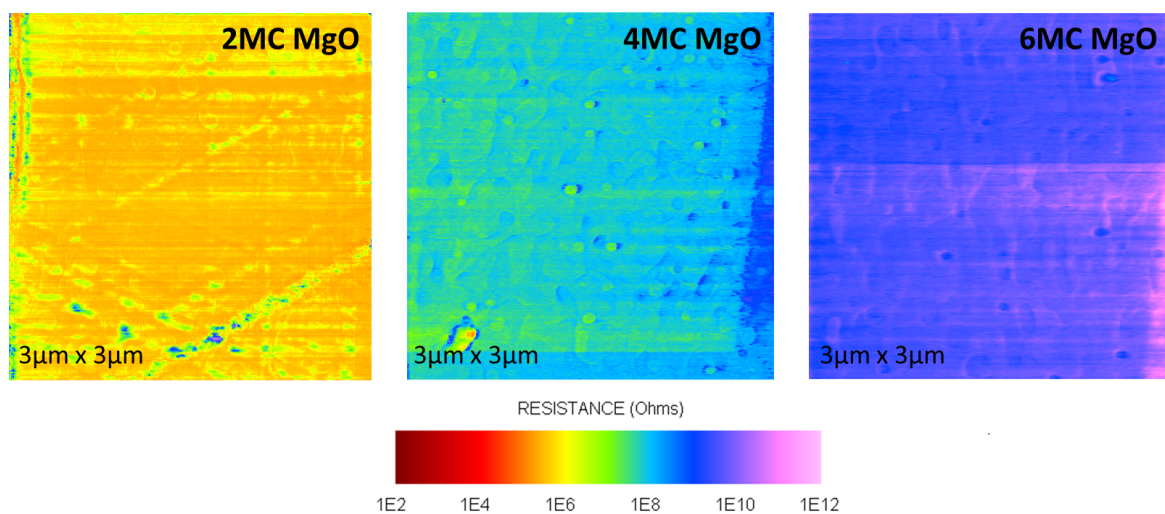 2MC MgO
4MC MgO
6MC MgO
3μm x 3μm
3μm x 3μm
3μm x 3μm
RESISTANCE (Ohms)
1E2 1E4 1E6 1E8 1E10 1E12